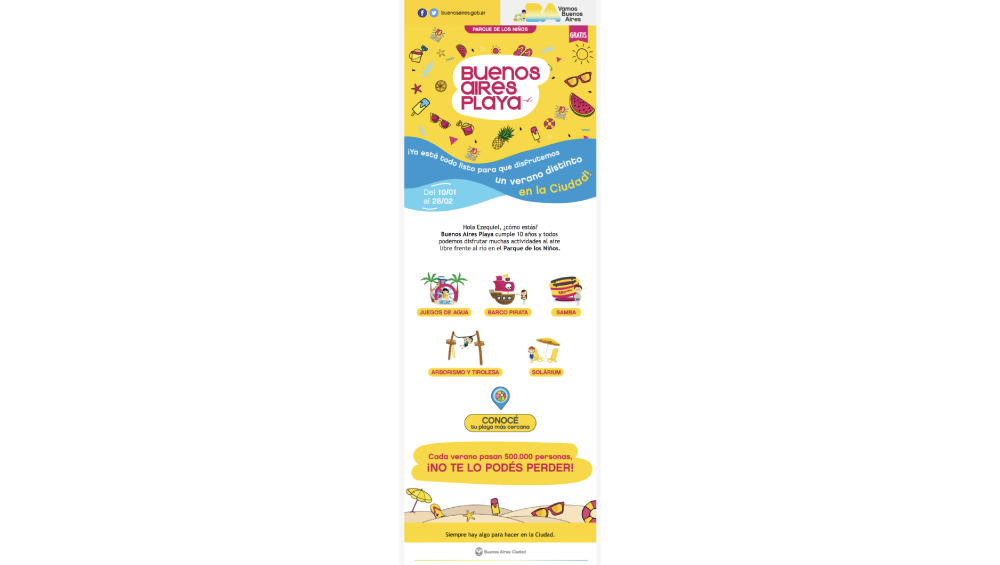 buenosaires.gob.ar
BA
Vamos
Buenos
Aires
PARQUE DE LOS NIÑOS
GRATIS
BUENOS
AIRES
PLAYA
¡Ya está todo listo para que disfrutemos
un verano distinto
en la Ciudad!
Del 10/01
al 28/02
Hola Ezequiel, ¿cómo estás?
Buenos Aires Playa cumple 10 años y todos
podemos disfrutar muchas actividades al aire
libre frente al río en el Parque de los Niños.
JUEGOS DE AGUA
BARCO PIRATA
SAMBA
ARBORISMO Y TIROLESA
SOLÁRIUM
CONOCÉ
tu playa más cercana
Cada verano pasan 500.000 personas,
¡NO TE LO PODÉS PERDER!
Siempre hay algo para hacer en la Ciudad.
Buenos Aires Ciudad